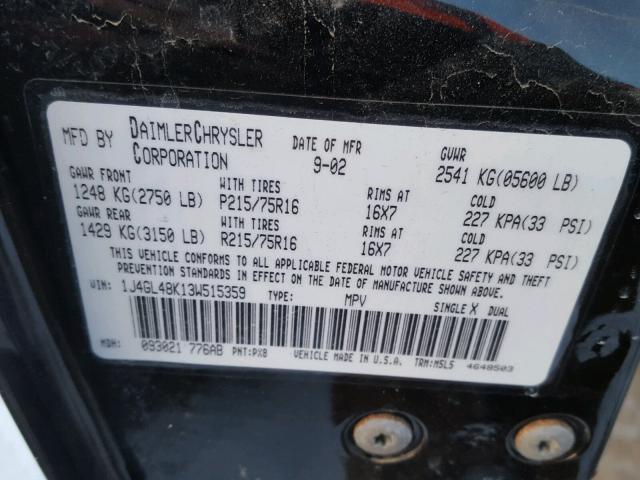 MFD BY DAIMLERCHRYSLER CORPORATION DATE OF MFR 9-02 GVWR 2541 KG(05600 LB)
GAWR FRONT WITH TIRES RIMS AT COLD
1248 KG(2750 LB) P215/75R16 16X7 227 KPA(33 PSI)
GAWR REAR WITH TIRES RIMS AT COLD
1429 KG(3150 LB) R215/75R16 16X7 227 KPA(33 PSI)
THIS VEHICLE CONFORMS TO ALL APPLICABLE FEDERAL MOTOR VEHICLE SAFETY AND THEFT
PREVENTION STANDARDS IN EFFECT ON THE DATE OF MANUFACTURE SHOWN ABOVE.
VIN: 1J4GL48K13W515359 TYPE: MPV SINGLE X DUAL
MDH: 093021 776AB PNT:PX8 VEHICLE MADE IN U.S.A. TRM:M5L5 4648503